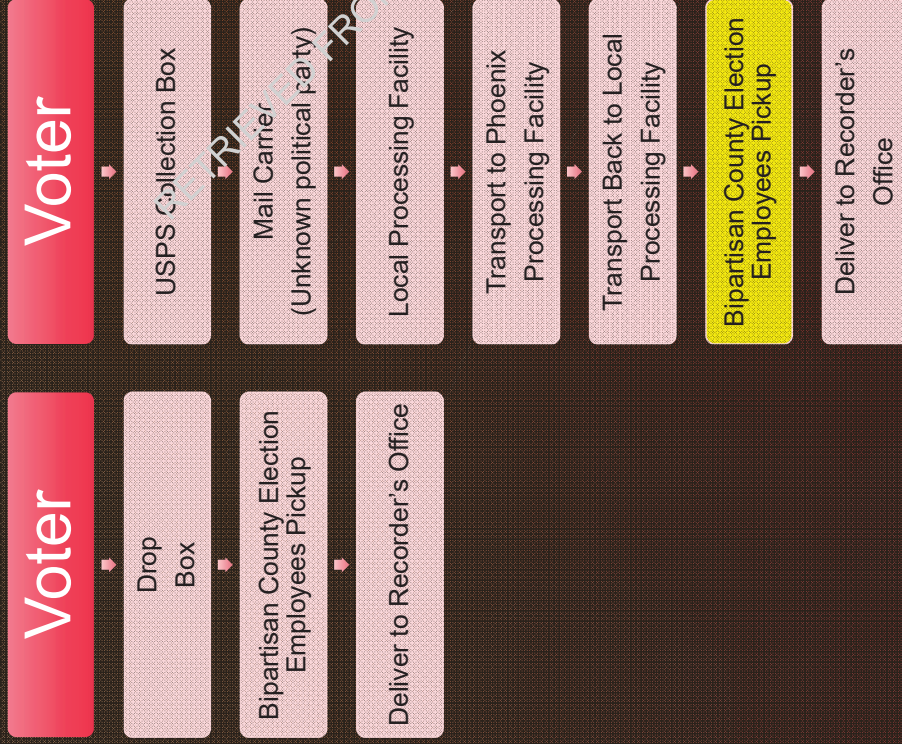 Voter
Drop
Box
Bipartisan County Election
Employees Pickup
Deliver to Recorder's Office
Voter
USPS Collection Box
Mail Carrier
(Unknown political party)
Local Processing Facility
Transport to Phoenix
Processing Facility
Transport Back to Local
Processing Facility
Bipartisan County Election
Employees Pickup
Deliver to Recorder's
Office
RETRIEVED FRO